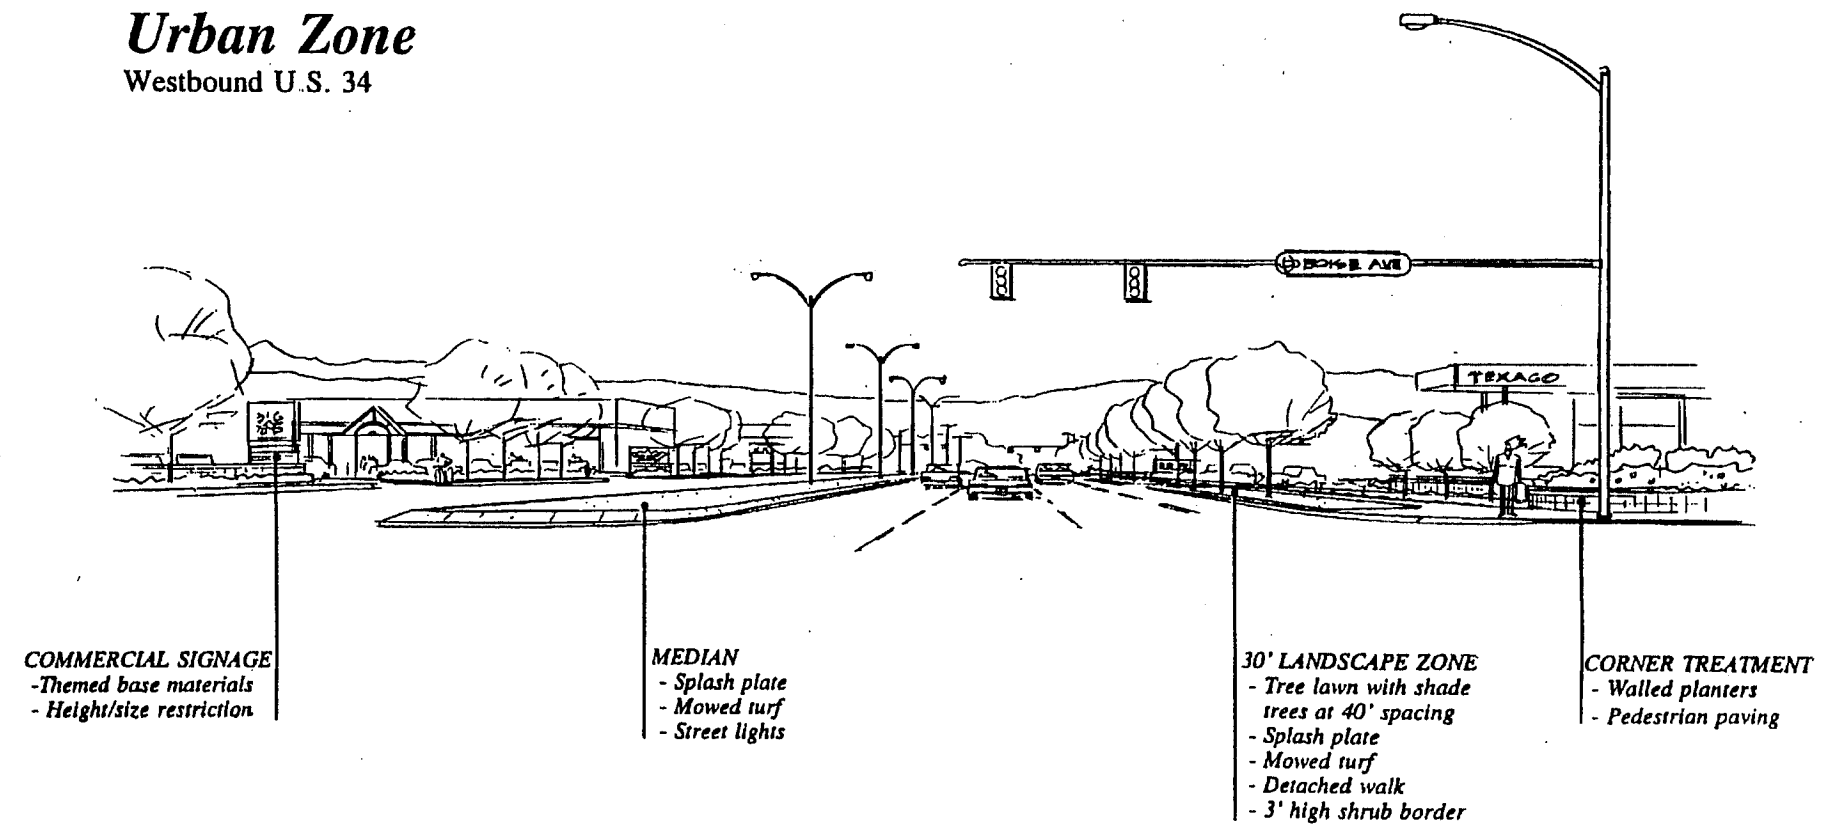 Urban Zone
Westbound U.S. 34
BOISE AVE
TEXACO
COMMERCIAL SIGNAGE
-Themed base materials
- Height/size restriction
MEDIAN
- Splash plate
- Mowed turf
- Street lights
30' LANDSCAPE ZONE
- Tree lawn with shade
trees at 40' spacing
- Splash plate
- Mowed turf
- Detached walk
- 3' high shrub border
CORNER TREATMENT
- Walled planters
- Pedestrian paving